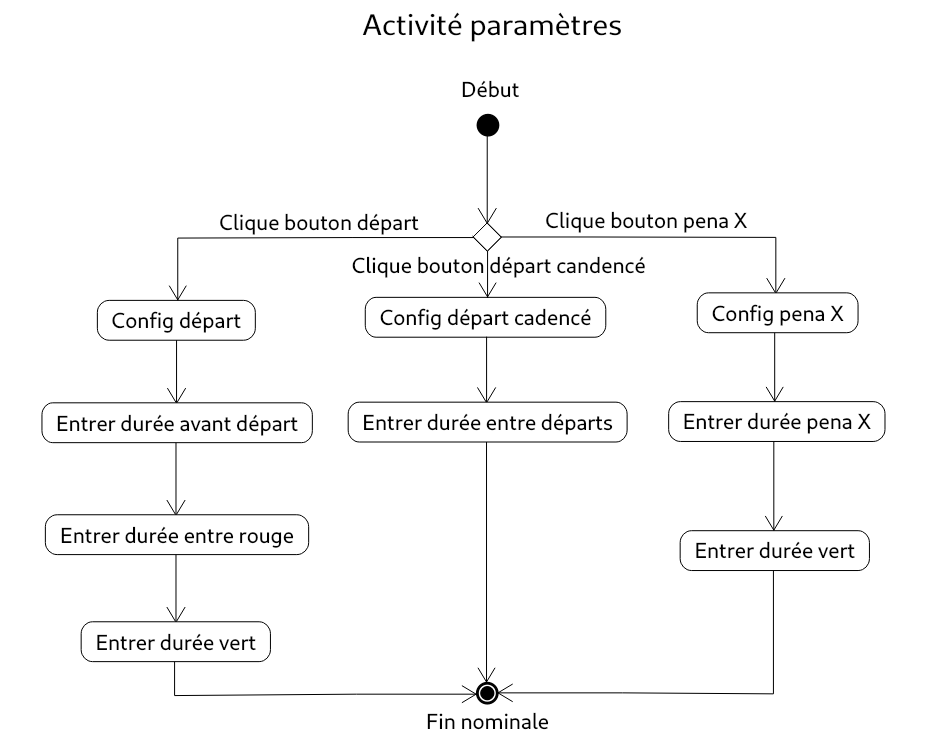 Activité paramètres
Début
Clique bouton départ
Clique bouton pena X
Clique bouton départ candencé
Config départ
Config départ cadencé
Config pena X
Entrer durée avant départ
Entrer durée entre départs
Entrer durée pena X
Entrer durée entre rouge
Entrer durée vert
Entrer durée vert
Fin nominale